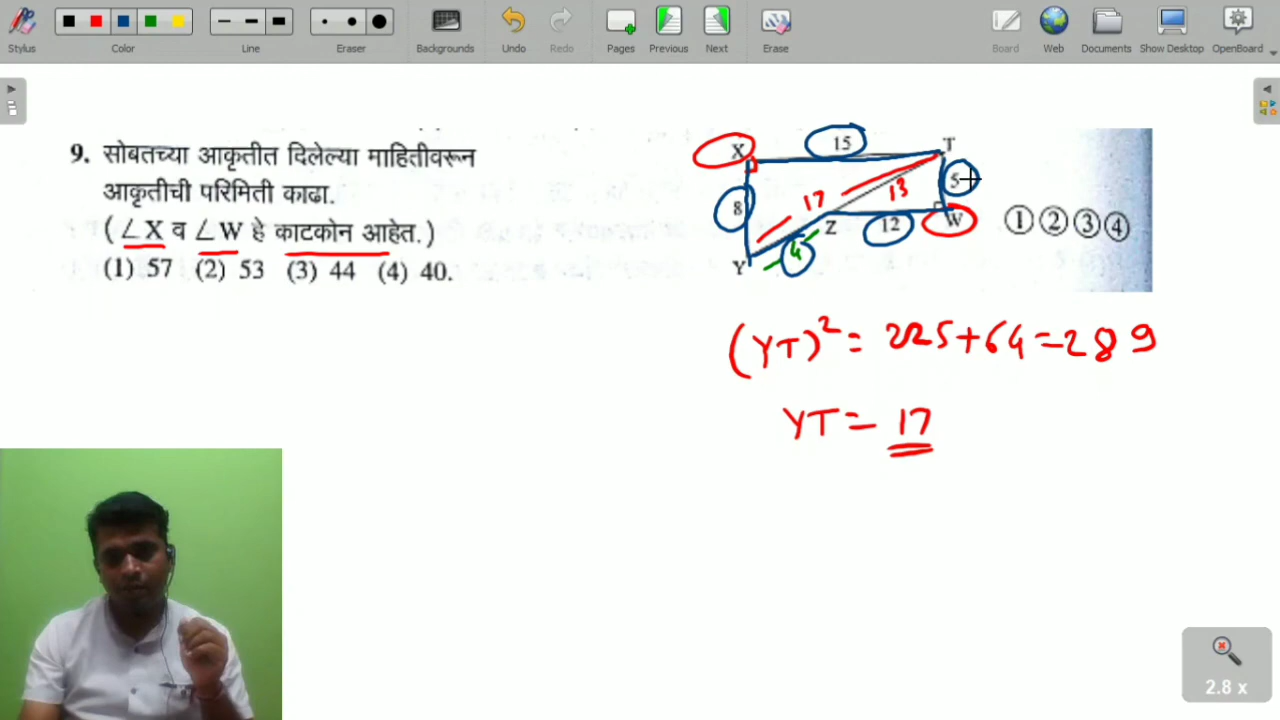 Stylus
Color
Line
Eraser
Backgrounds
Undo
Redo
Pages
Previous
Next
Erase
Board
Web
Documents
Show Desktop
OpenBoard
9. सोबतच्या आकृतीत दिलेल्या माहितीवरून
आकृतीची परिमिती काढा.
(∠X व ∠W हे काटकोन आहेत.)
(1) 57 (2) 53 (3) 44 (4) 40.
X 15 T
8 17 13 5
Z 12 W
Y 4
① ② ③ ④
(YT)² = 225+64=289
YT = 17
2.8 x